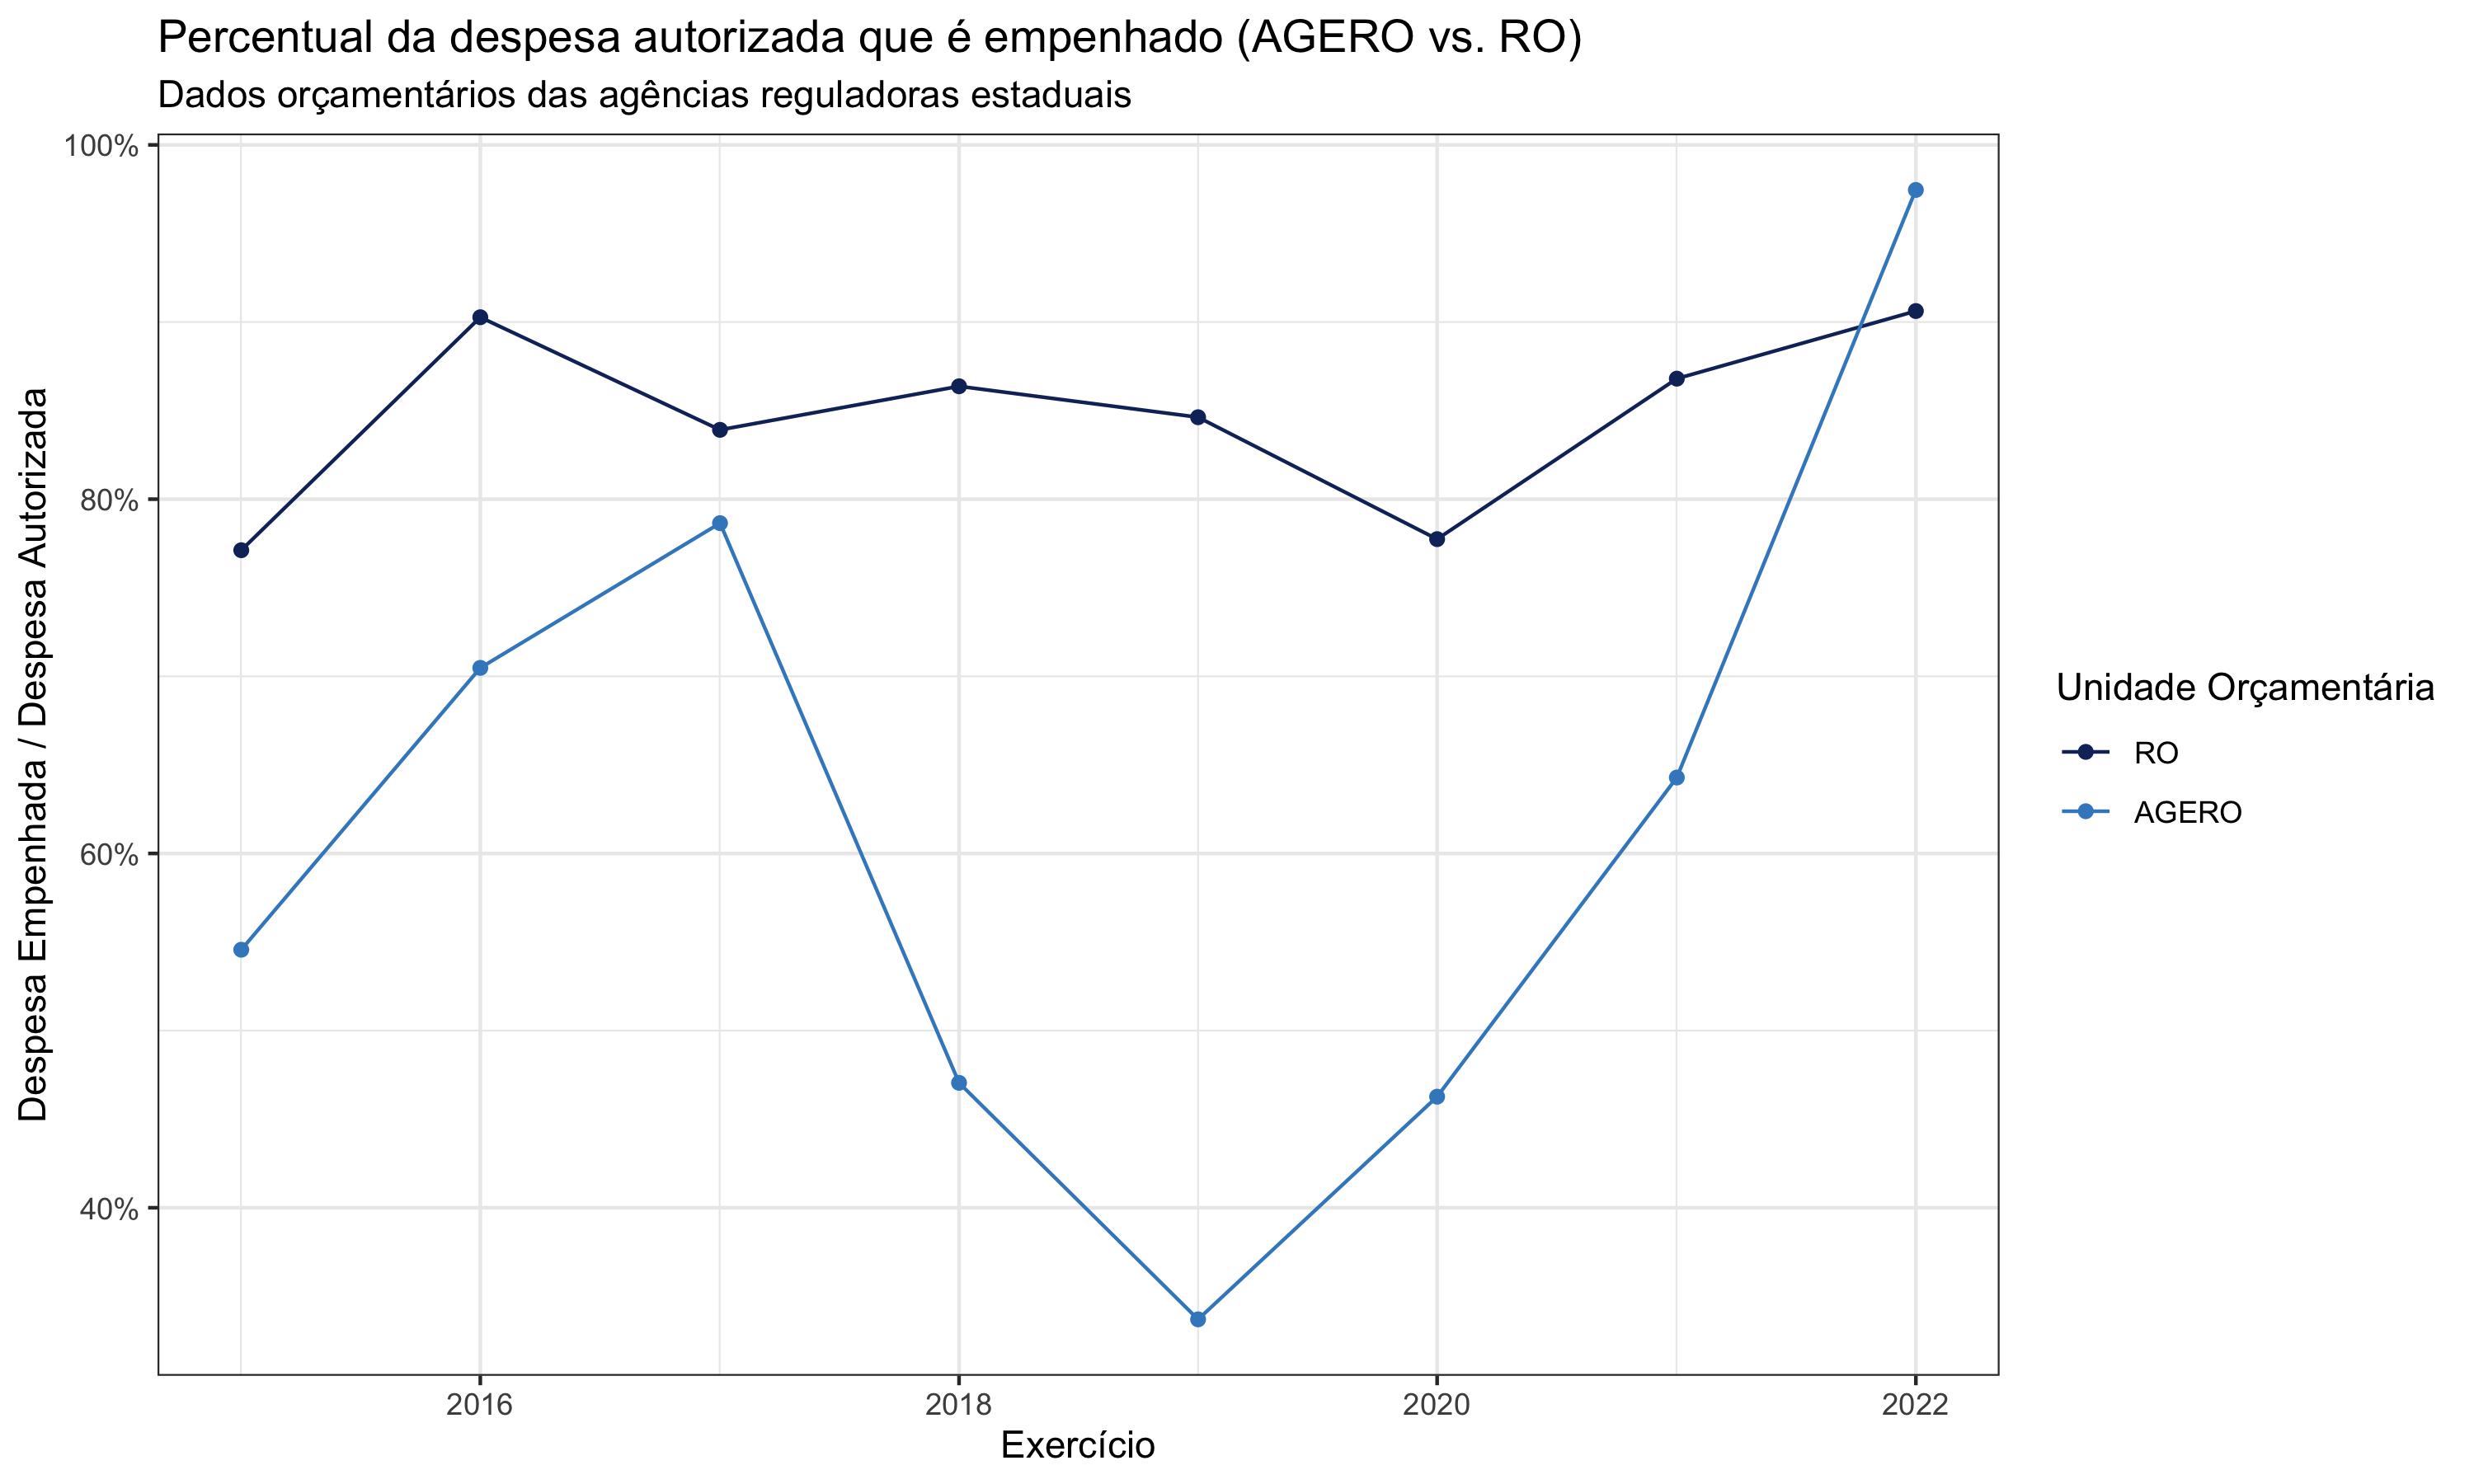 Percentual da despesa autorizada que é empenhado (AGERO vs. RO)
Dados orçamentários das agências reguladoras estaduais
Despesa Empenhada / Despesa Autorizada
100%
80%
60%
40%
2016
2018
2020
2022
Exercício
Unidade Orçamentária
RO
AGERO